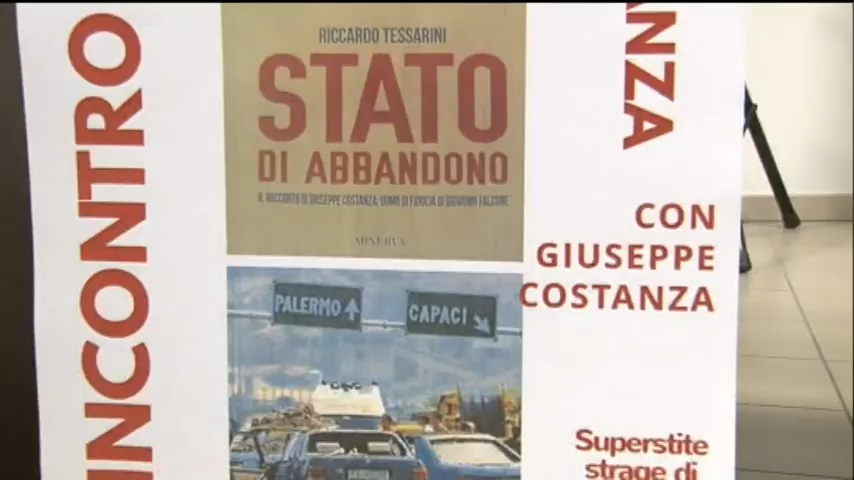 INCONTRO
RICCARDO TESSARINI
STATO
DI ABBANDONO
IL RACCONTO DI GIUSEPPE COSTANZA: UOMO DI FIDUCIA DI GIOVANNI FALCONE
MINERVA
PALERMO
CAPACI
ANZA
CON
GIUSEPPE
COSTANZA
Superstite
strage di